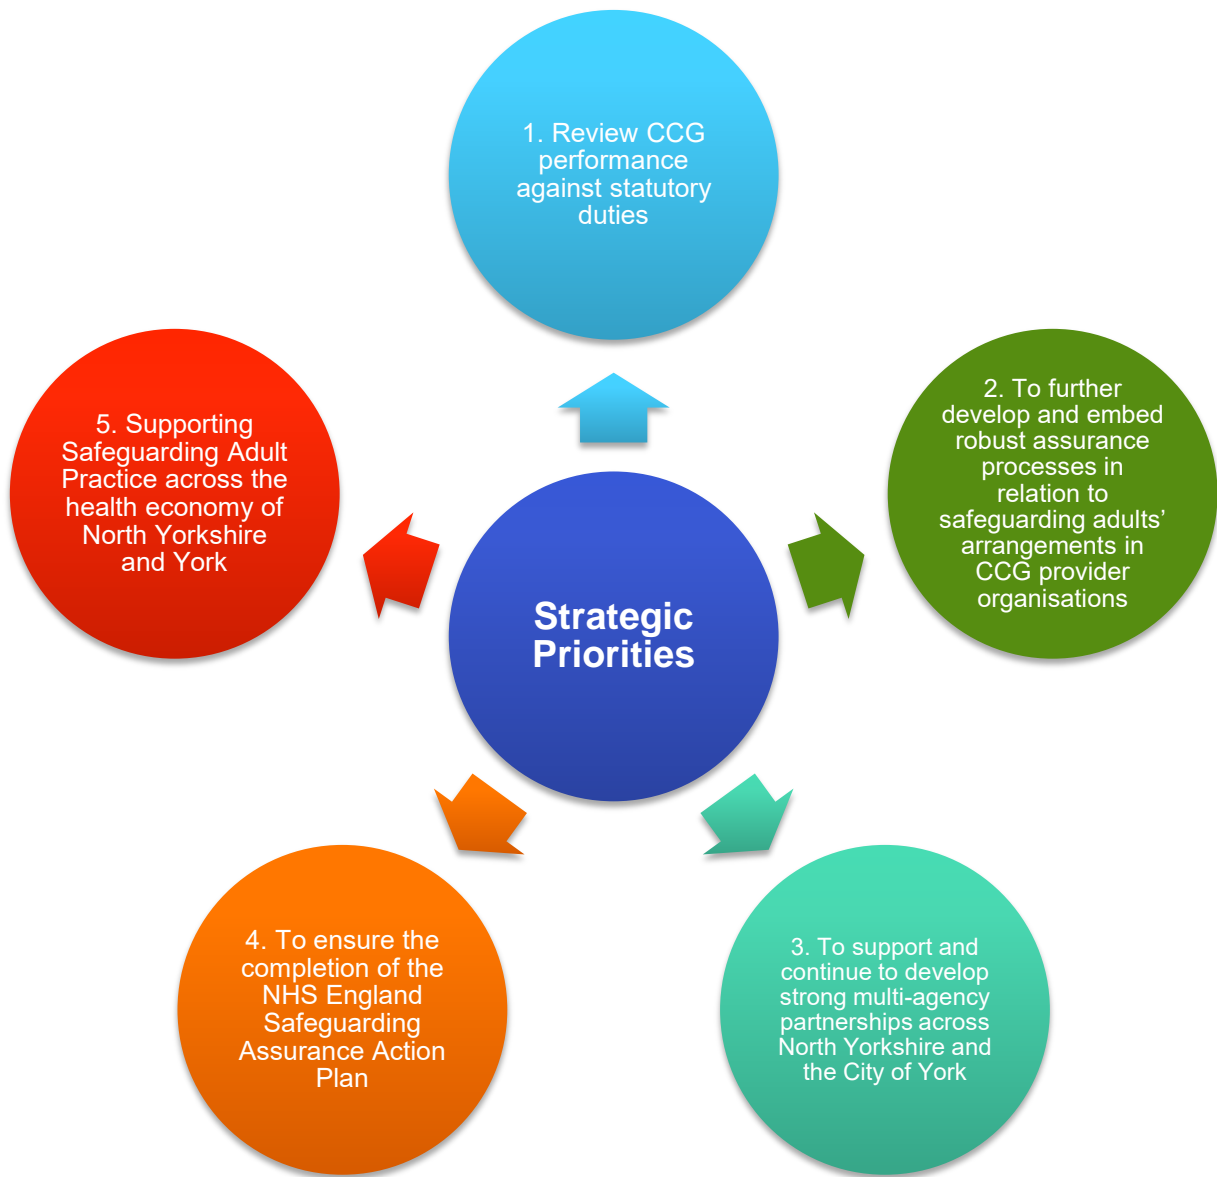 1. Review CCG
performance
against statutory
duties
2. To further
develop and embed
robust assurance
processes in
relation to
safeguarding adults’
arrangements in
CCG provider
organisations
3. To support and
continue to develop
strong multi-agency
partnerships across
North Yorkshire and
the City of York
4. To ensure the
completion of the
NHS England
Safeguarding
Assurance Action
Plan
5. Supporting
Safeguarding Adult
Practice across the
health economy of
North Yorkshire
and York
Strategic
Priorities